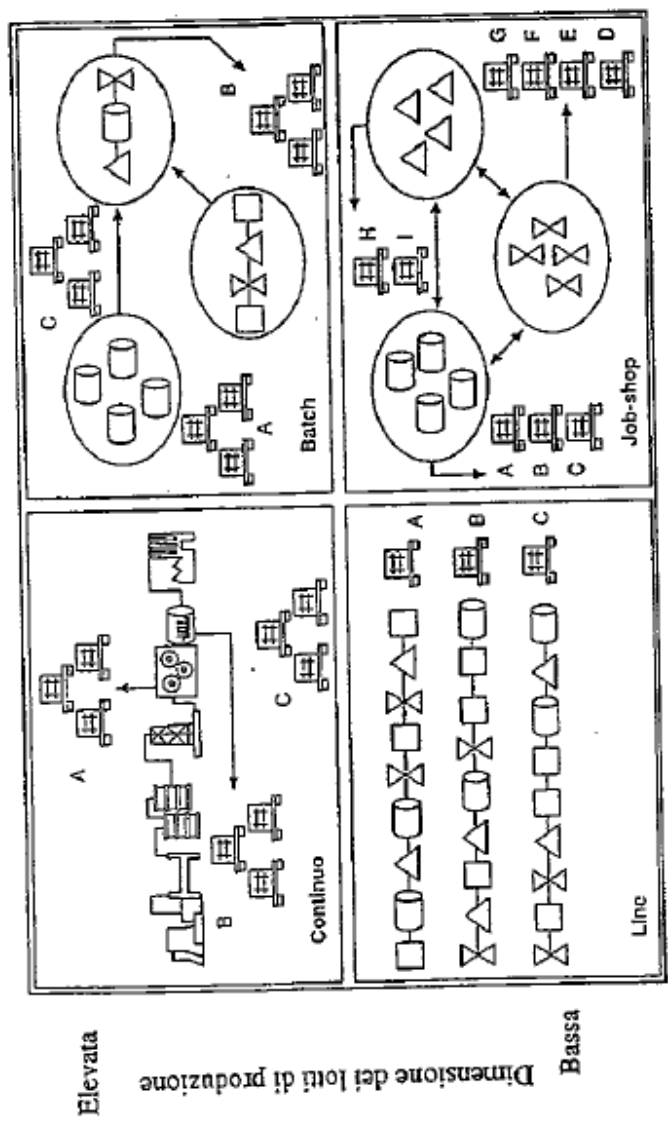 Elevata
Dimensione dei lotti di produzione
Bassa
A
B
C
Continuo
C
A
B
Batch
A
B
C
Line
H
I
A
B
C
G
F
E
D
Job-shop